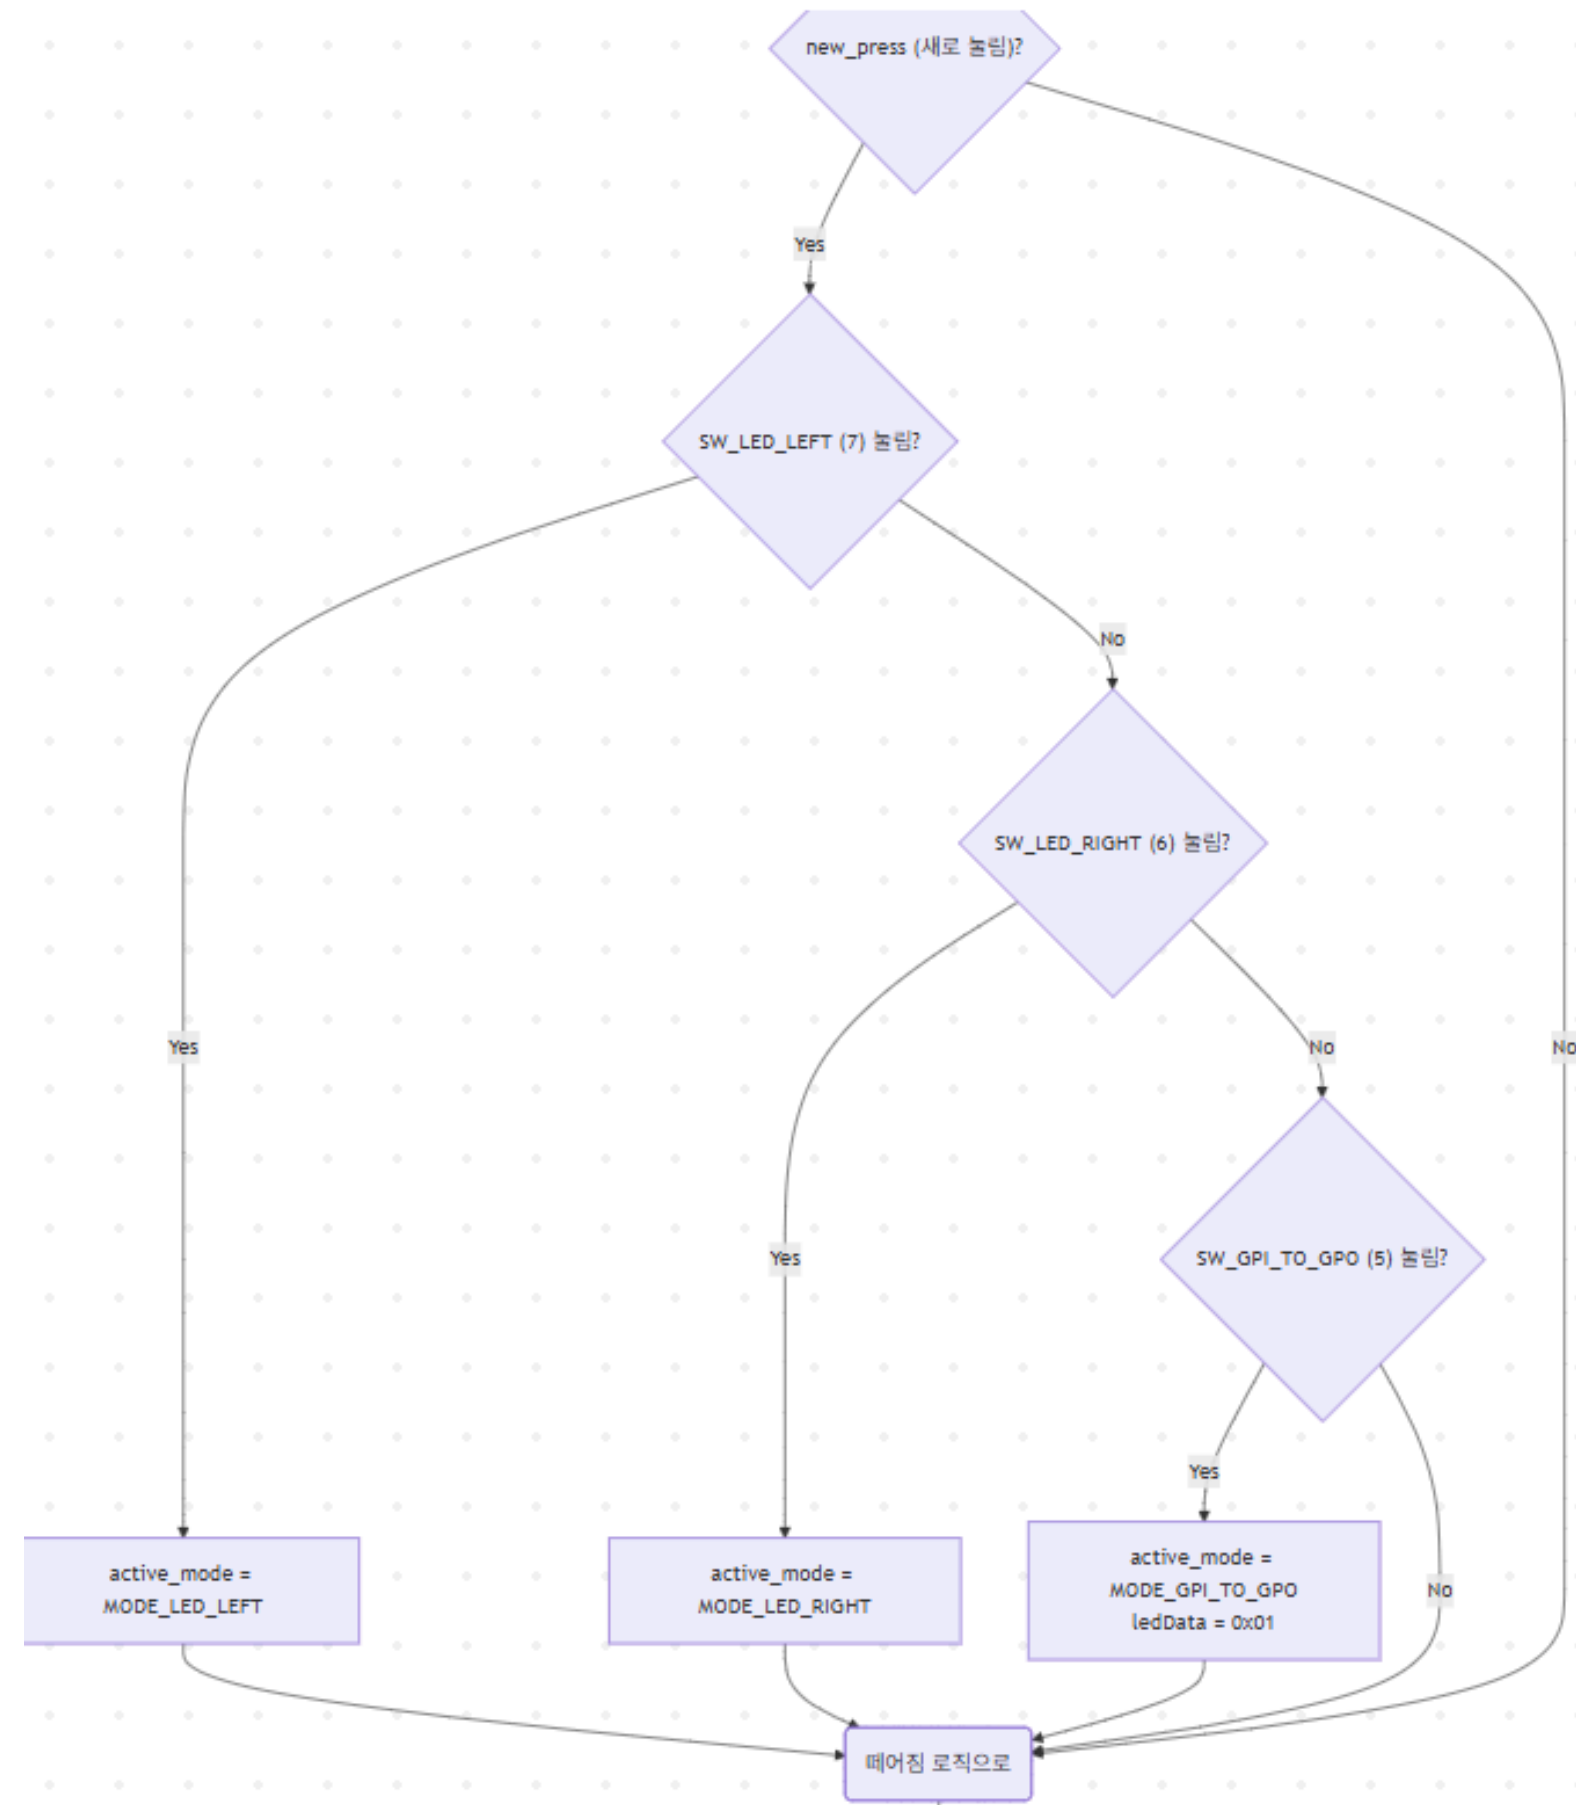 new_press (새로 눌림)?
Yes
SW_LED_LEFT (7) 눌림?
No
SW_LED_RIGHT (6) 눌림?
Yes
No
No
Yes
SW_GPI_TO_GPO (5) 눌림?
Yes
No
active_mode =
MODE_LED_LEFT
active_mode =
MODE_LED_RIGHT
active_mode =
MODE_GPI_TO_GPO
ledData = 0x01
떼어짐 로직으로